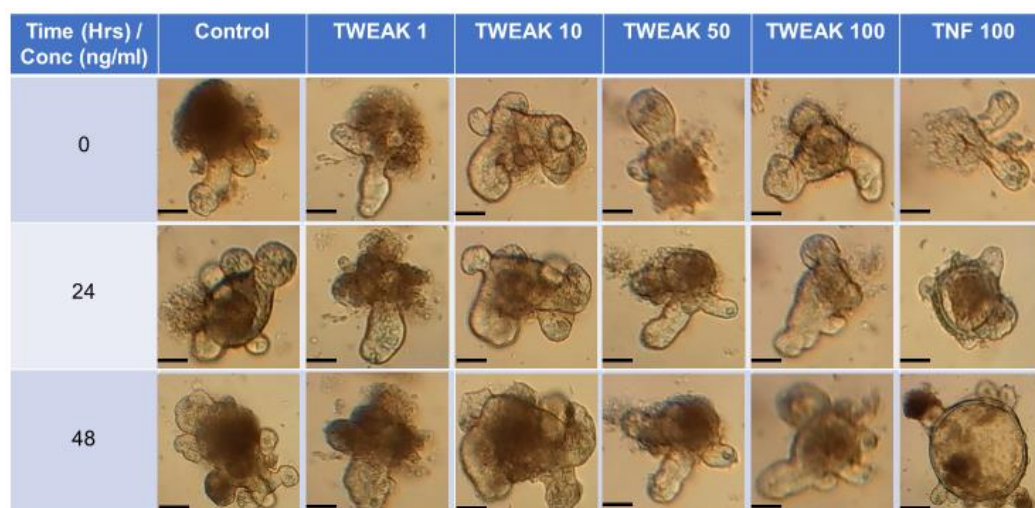 Time (Hrs) / Conc (ng/ml) Control TWEAK 1 TWEAK 10 TWEAK 50 TWEAK 100 TNF 100
0
24
48